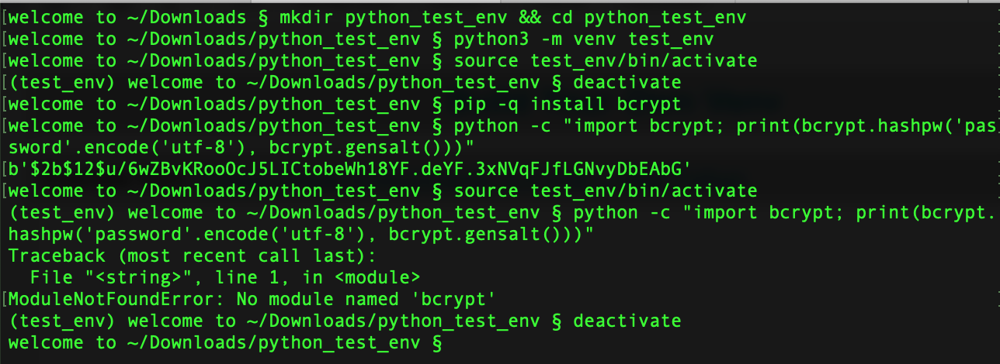 [welcome to ~/Downloads § mkdir python_test_env && cd python_test_env
[welcome to ~/Downloads/python_test_env § python3 -m venv test_env
[welcome to ~/Downloads/python_test_env § source test_env/bin/activate
[(test_env) welcome to ~/Downloads/python_test_env § deactivate
[welcome to ~/Downloads/python_test_env § pip -q install bcrypt
[welcome to ~/Downloads/python_test_env § python -c "import bcrypt; print(bcrypt.hashpw('pas
sword'.encode('utf-8'), bcrypt.gensalt()))"
[b'$2b$12$u/6wZBvKRooOcJ5LICtobeWh18YF.deYF.3xNVqFJfLGNvyDbEAbG'
[welcome to ~/Downloads/python_test_env § source test_env/bin/activate
(test_env) welcome to ~/Downloads/python_test_env § python -c "import bcrypt; print(bcrypt.
hashpw('password'.encode('utf-8'), bcrypt.gensalt()))"
Traceback (most recent call last):
  File "<string>", line 1, in <module>
[ModuleNotFoundError: No module named 'bcrypt'
(test_env) welcome to ~/Downloads/python_test_env § deactivate
welcome to ~/Downloads/python_test_env §